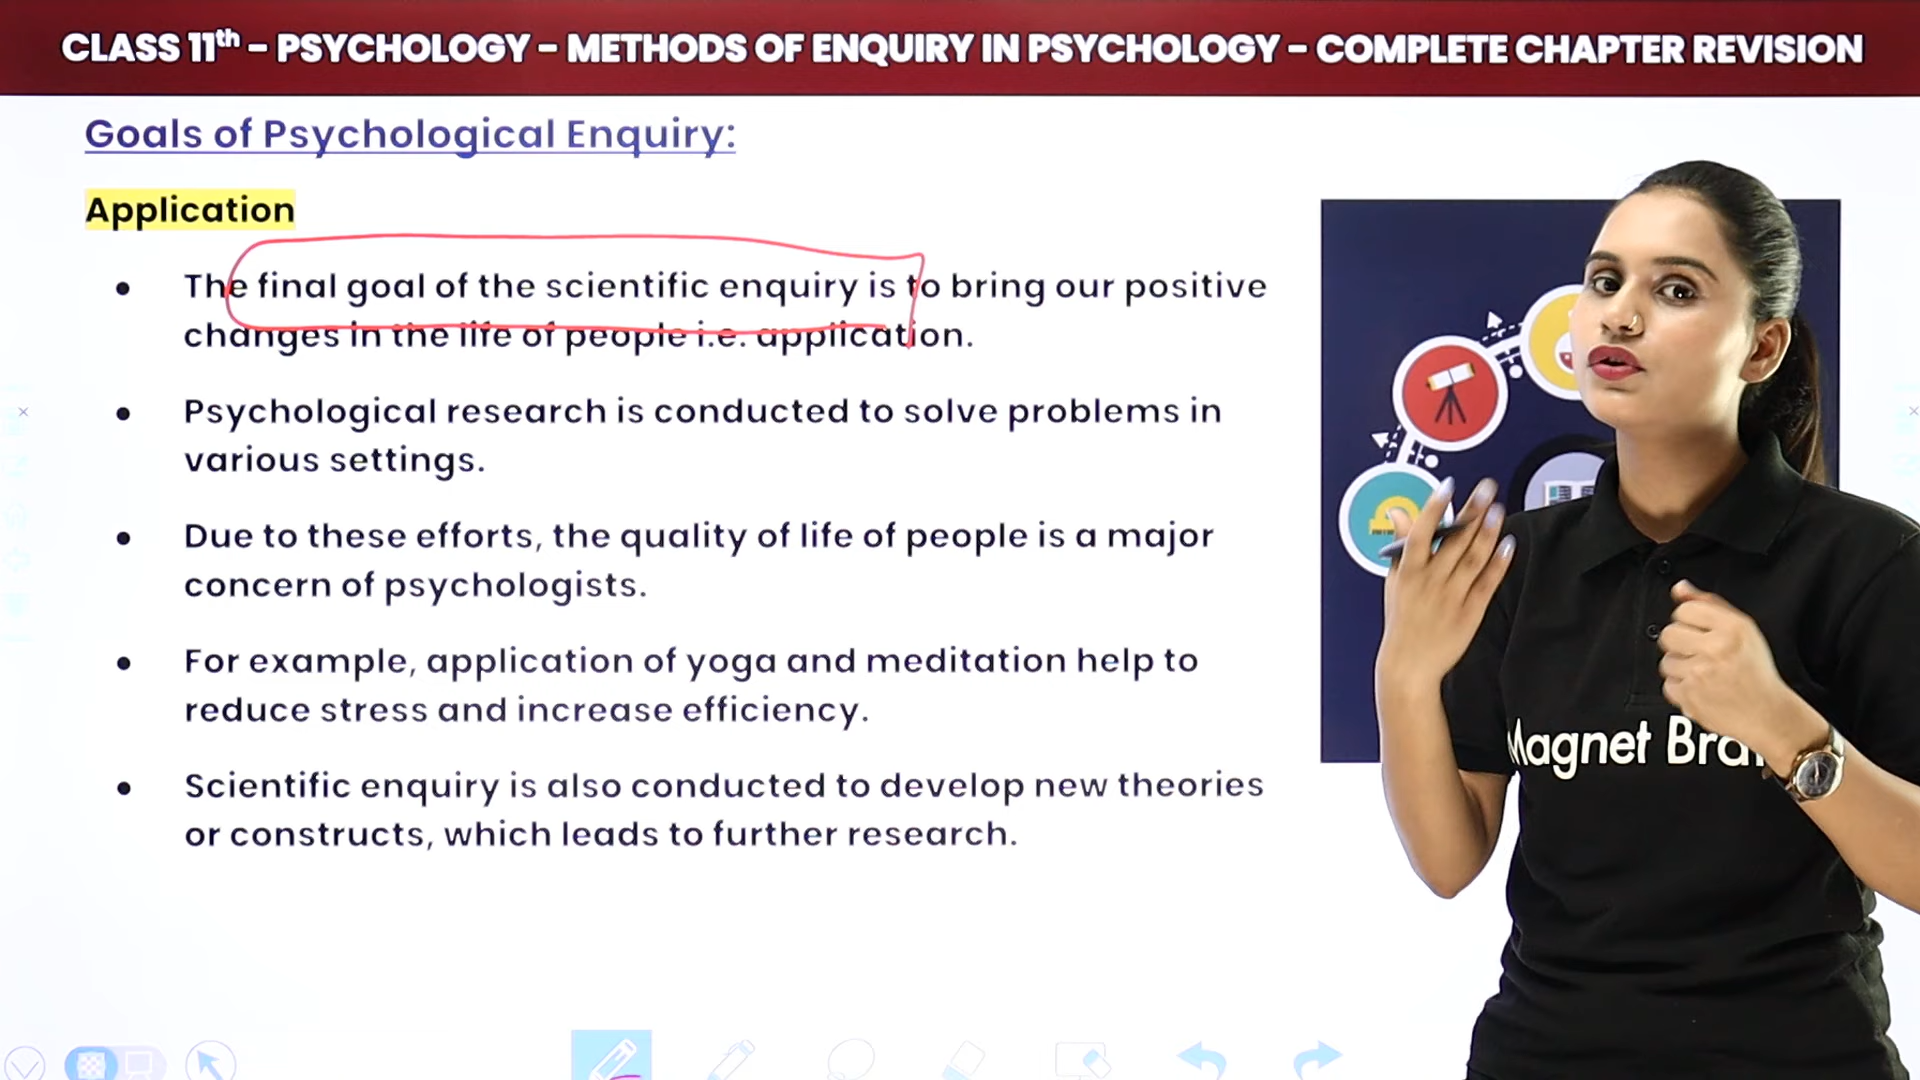 CLASS 11th – PSYCHOLOGY – METHODS OF ENQUIRY IN PSYCHOLOGY – COMPLETE CHAPTER REVISION
Goals of Psychological Enquiry:
Application
• The final goal of the scientific enquiry is to bring our positive
changes in the life of people i.e. application.
• Psychological research is conducted to solve problems in
various settings.
• Due to these efforts, the quality of life of people is a major
concern of psychologists.
• For example, application of yoga and meditation help to
reduce stress and increase efficiency.
• Scientific enquiry is also conducted to develop new theories
or constructs, which leads to further research.
Magnet